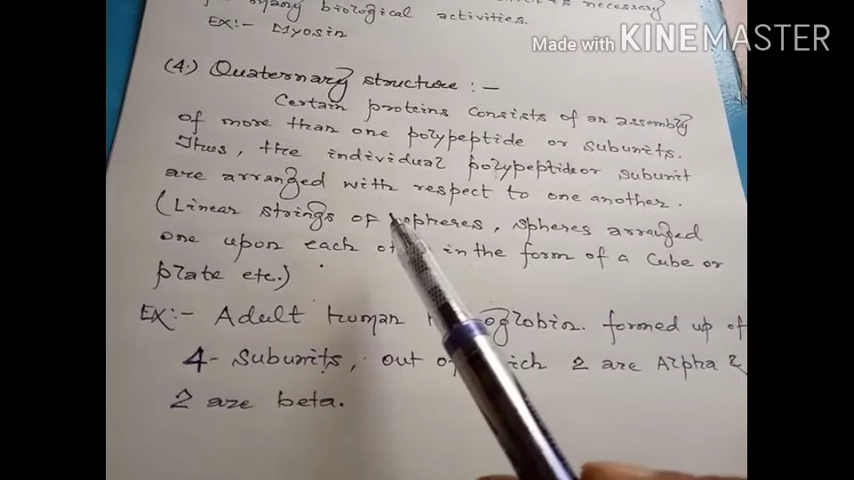 many biological activities. necessary
EX:- Myosin
Made with KINEMASTER
(4.) Quaternary structure :-
Certain proteins consists of an assembly
of more than one polypeptide or subunits.
Thus, the individual polypeptide or subunit
are arranged with respect to one another.
(Linear strings of spheres, spheres arranged
one upon each in the form of a Cube or
plate etc.)
EX:- Adult human formed up of
4- Subunits, out 2 are Alpha &
2 are beta.